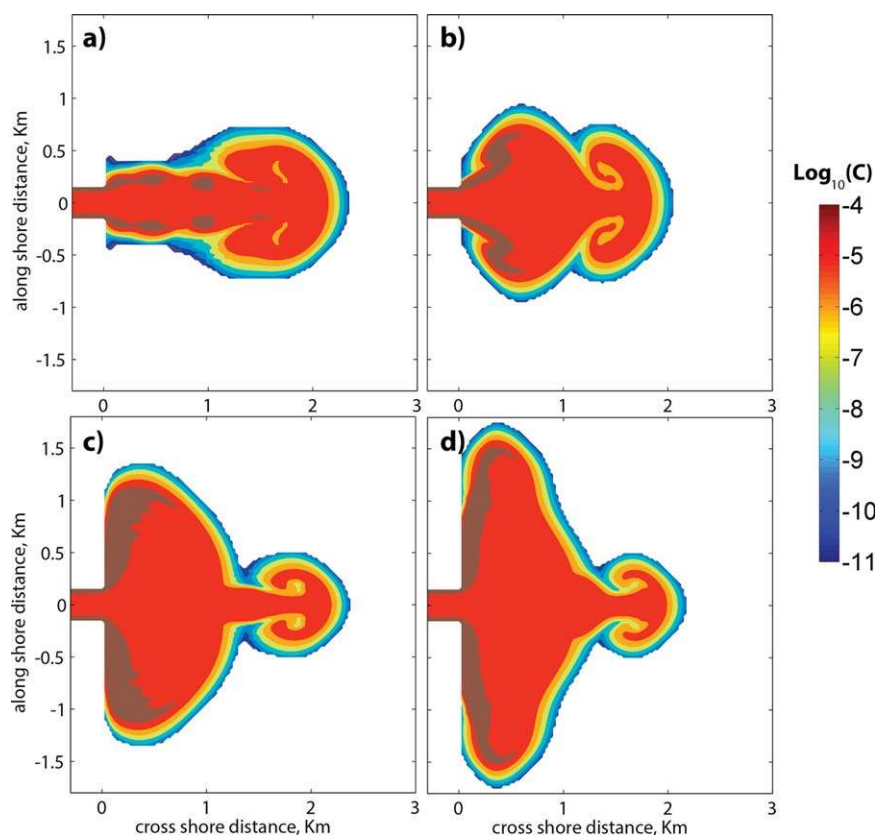 a)
b)
1.5
1
0.5
0
-0.5
-1
-1.5
along shore distance, Km
0 1 2 3
0 1 2 3
Log10(C)
-4
-5
-6
-7
-8
-9
-10
-11
c)
d)
1.5
1
0.5
0
-0.5
-1
-1.5
along shore distance, Km
0 1 2 3
0 1 2 3
cross shore distance, Km
cross shore distance, Km